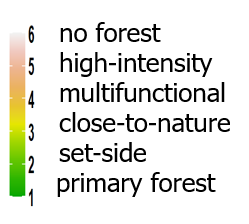 6 no forest
5 high-intensity
4 multifunctional
3 close-to-nature
2 set-side
1 primary forest